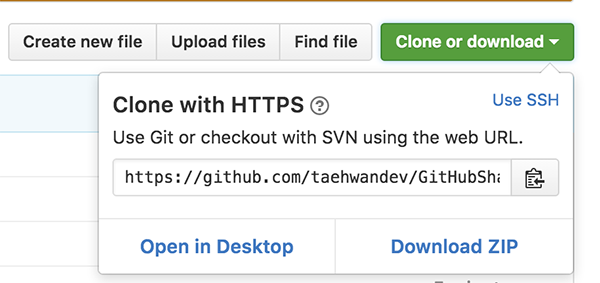 Create new file Upload files Find file Clone or download
Clone with HTTPS ? Use SSH
Use Git or checkout with SVN using the web URL.
https://github.com/taehwandev/GitHubSha
Open in Desktop Download ZIP